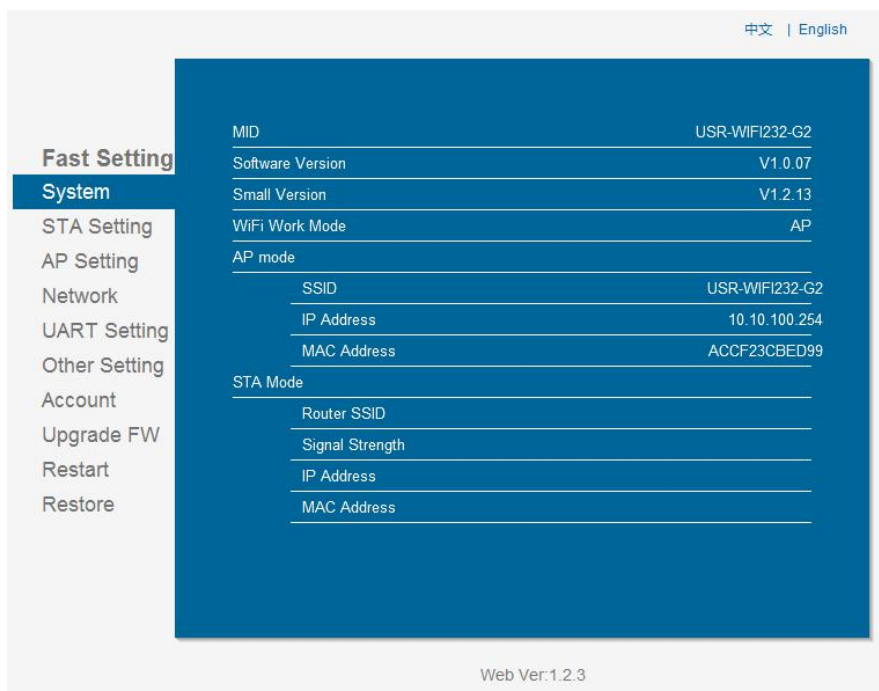 中文 | English
Fast Setting
System
STA Setting
AP Setting
Network
UART Setting
Other Setting
Account
Upgrade FW
Restart
Restore
MID USR-WIFI232-G2
Software Version V1.0.07
Small Version V1.2.13
WiFi Work Mode AP
AP mode
SSID USR-WIFI232-G2
IP Address 10.10.100.254
MAC Address ACCF23CBED99
STA Mode
Router SSID
Signal Strength
IP Address
MAC Address
Web Ver:1.2.3